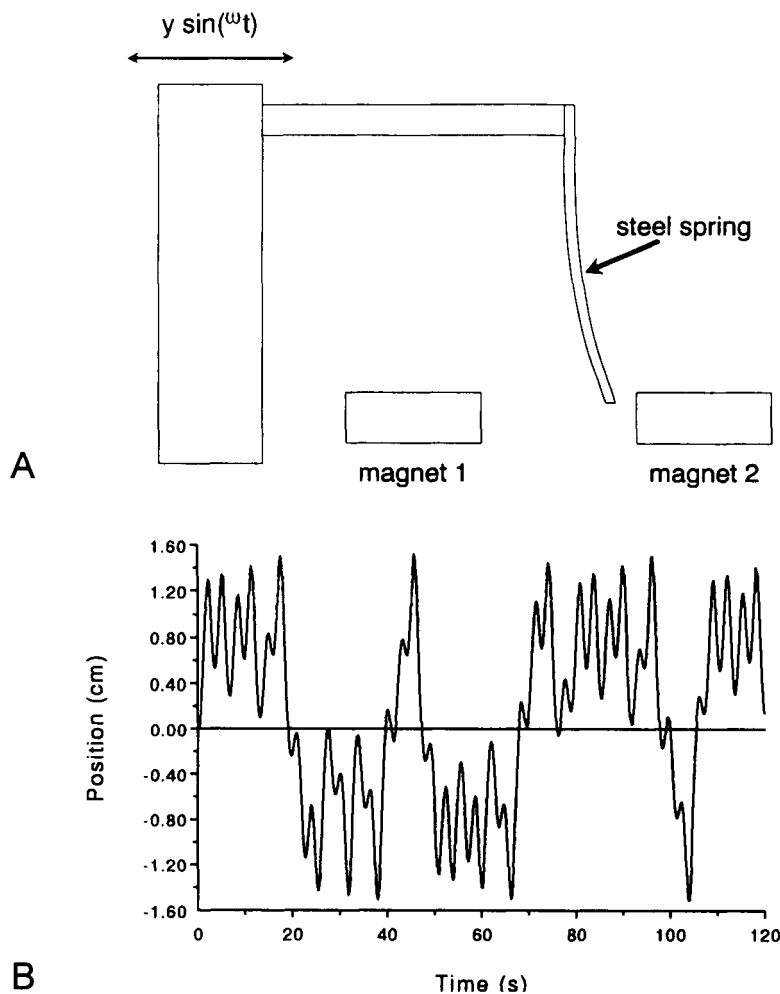 y sin(ωt)
steel spring
magnet 1 magnet 2
A
1.60
1.20
0.80
0.40
0.00
-0.40
-0.80
-1.20
-1.60
Position (cm)
0 20 40 60 80 100 120
Time (s)
B